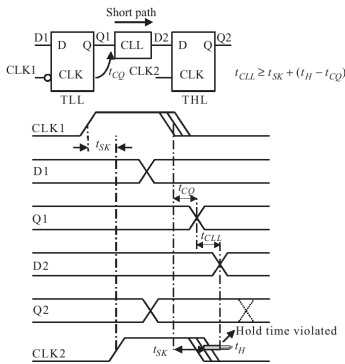 Short path
D1 D Q Q1 CLL D2 D Q Q2
CLK1 CLK t_CQ CLK2 CLK
t_CLL ≥ t_SK + (t_H − t_CQ)
TLL THL
CLK1
t_SK
D1
t_CQ
Q1
t_CLL
D2
Q2
Hold time violated
t_SK t_H
CLK2